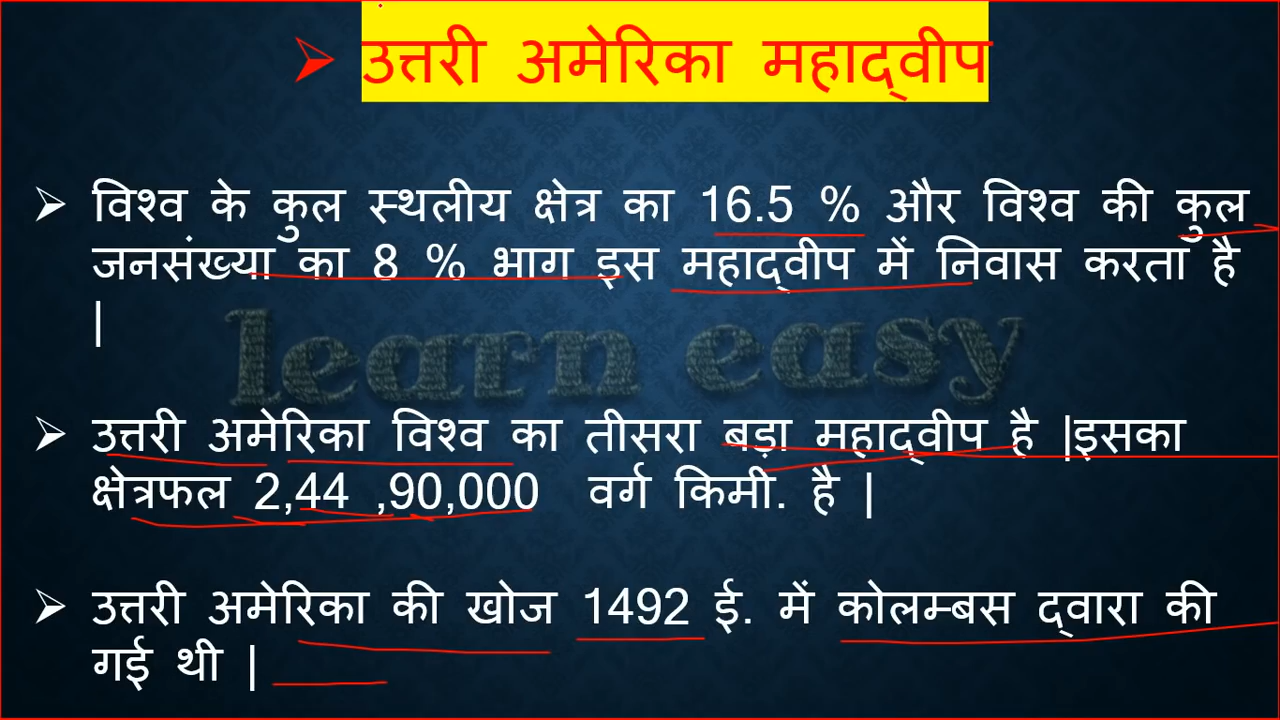 उत्तरी अमेरिका महाद्वीप
विश्व के कुल स्थलीय क्षेत्र का 16.5 % और विश्व की कुल
जनसंख्या का 8 % भाग इस महाद्वीप में निवास करता है
|
learn easy
उत्तरी अमेरिका विश्व का तीसरा बड़ा महाद्वीप है |इसका
क्षेत्रफल 2,44 ,90,000 वर्ग किमी. है |
उत्तरी अमेरिका की खोज 1492 ई. में कोलम्बस द्वारा की
गई थी |